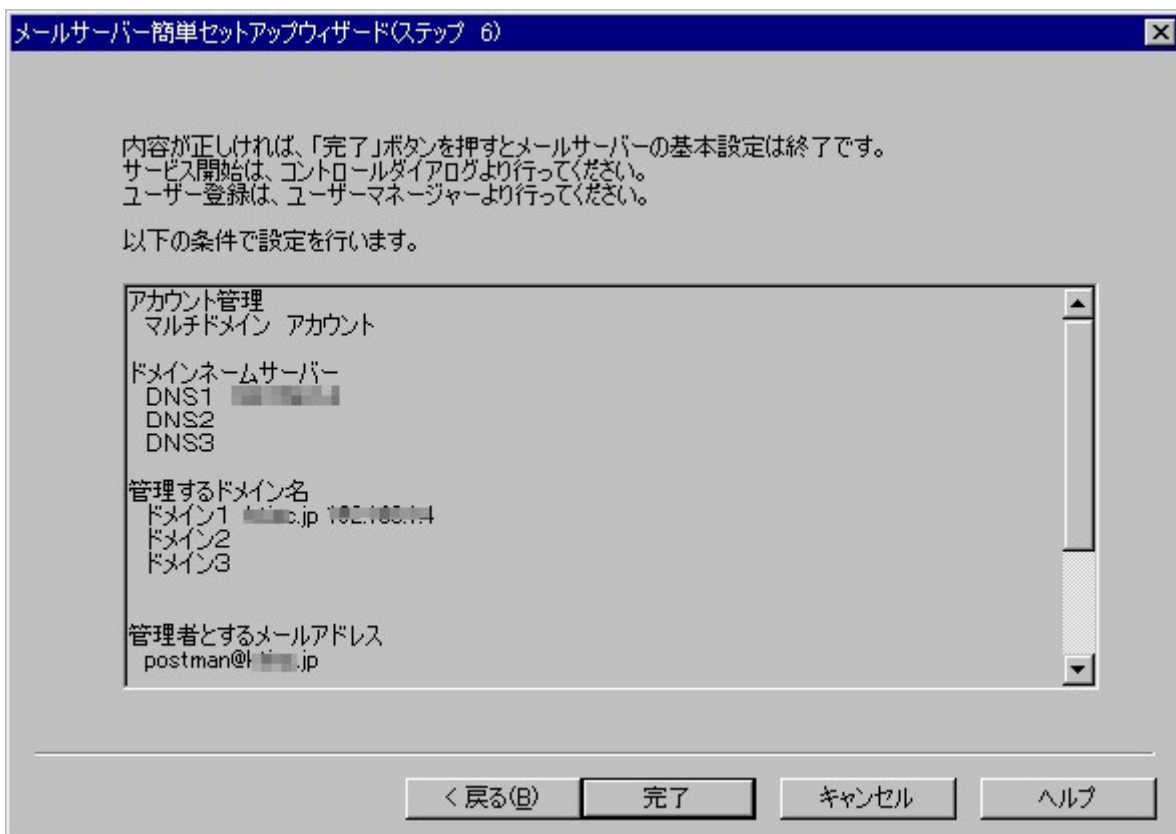 メールサーバー簡単セットアップウィザード(ステップ 6)
内容が正しければ、「完了」ボタンを押すとメールサーバーの基本設定は終了です。
サービス開始は、コントロールダイアログより行ってください。
ユーザー登録は、ユーザーマネージャーより行ってください。
以下の条件で設定を行います。
アカウント管理
マルチドメイン アカウント
ドメインネームサーバー
DNS1
DNS2
DNS3
管理するドメイン名
ドメイン1 .jp
ドメイン2
ドメイン3
管理者とするメールアドレス
postman@ .jp
< 戻る(B)
完了
キャンセル
ヘルプ